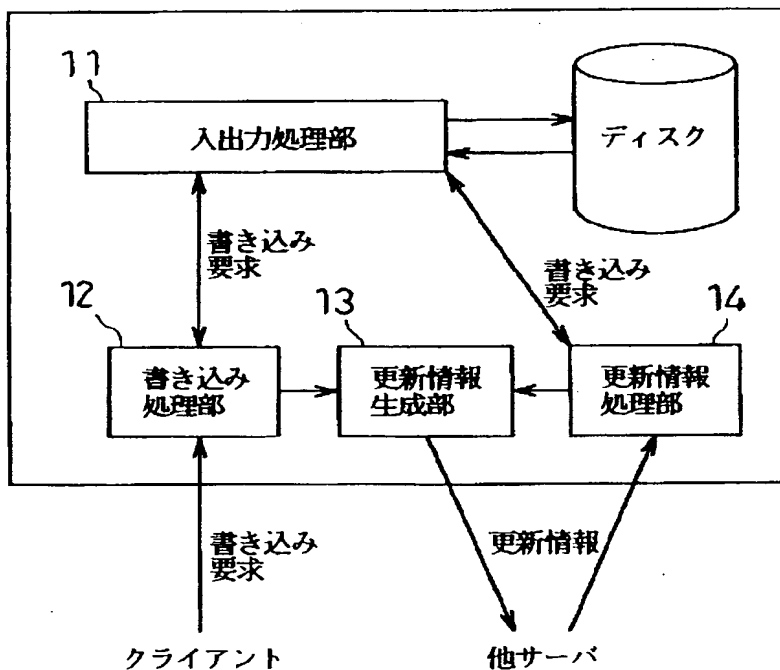 11
入出力処理部
ディスク
書き込み
要求
書き込み
要求
12
13
14
書き込み
処理部
更新情報
生成部
更新情報
処理部
書き込み
要求
更新情報
クライアント
他サーバ